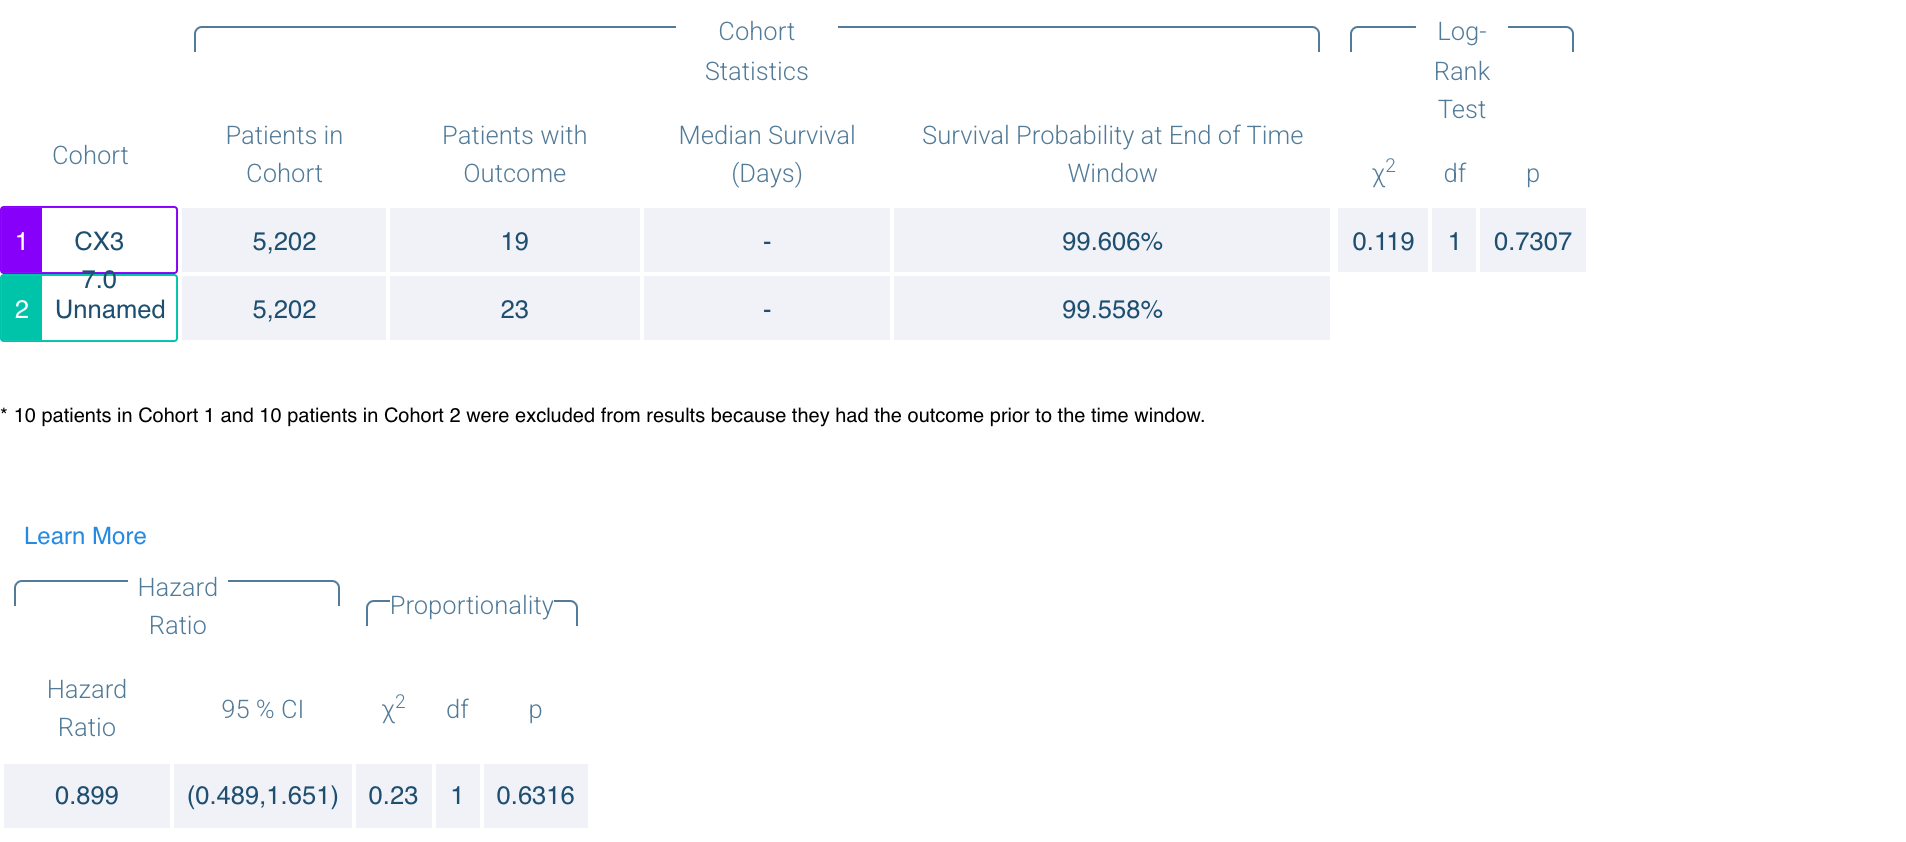 Cohort
Statistics
Log-
Rank
Test
Cohort
Patients in
Cohort
Patients with
Outcome
Median Survival
(Days)
Survival Probability at End of Time
Window
χ2 df p
1 CX3 5,202 19 - 99.606% 0.119 1 0.7307
7.0
2 Unnamed 5,202 23 - 99.558%
* 10 patients in Cohort 1 and 10 patients in Cohort 2 were excluded from results because they had the outcome prior to the time window.
Learn More
Hazard
Ratio
Proportionality
Hazard
Ratio
95 % CI χ2 df p
0.899 (0.489,1.651) 0.23 1 0.6316